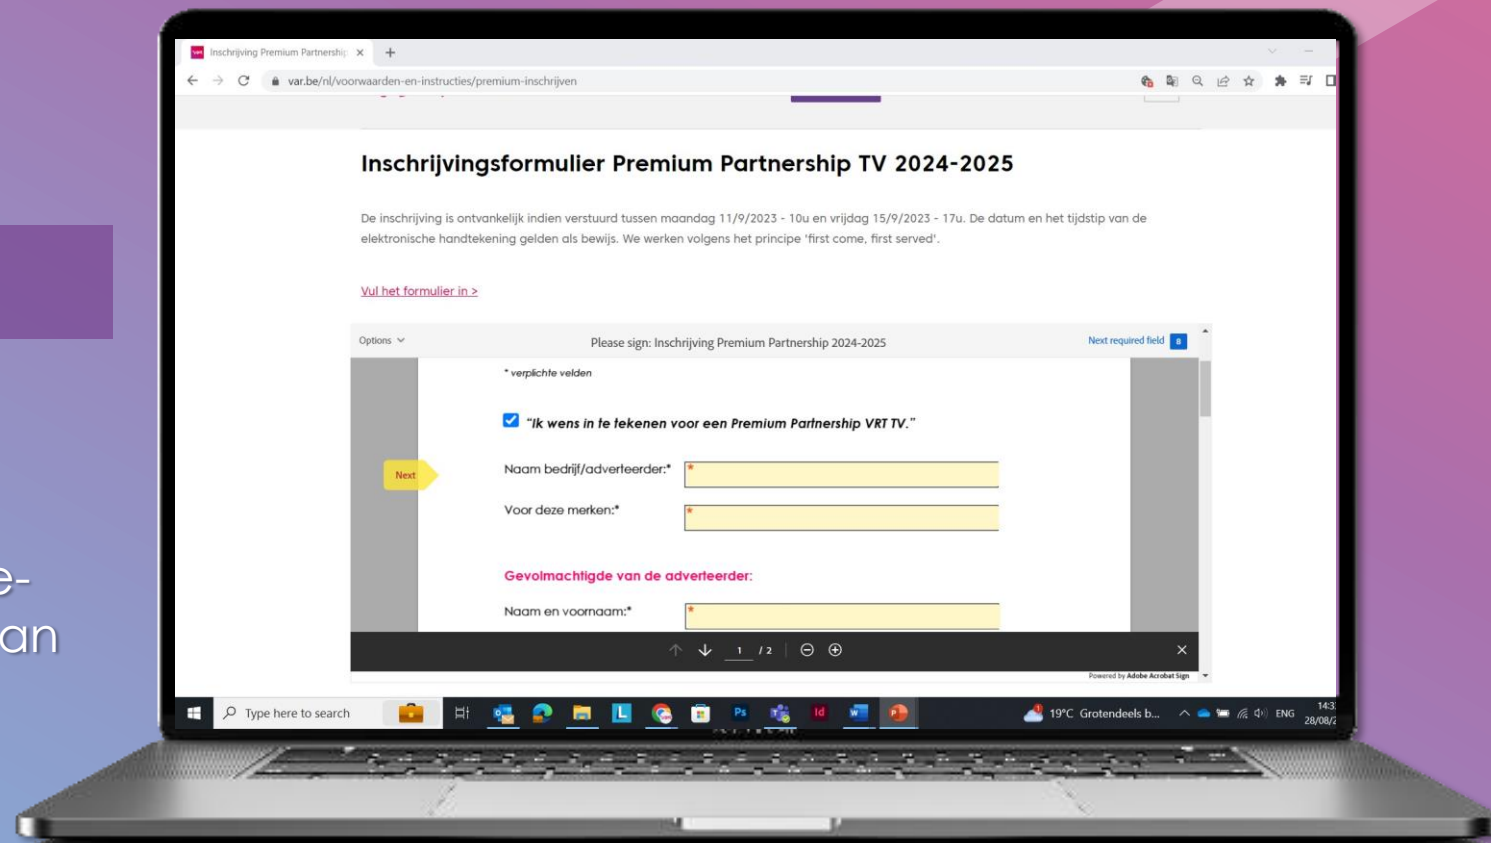 Inschrijving Premium Partnership
var.be/nl/voorwaarden-en-instructies/premium-inschrijven
Inschrijvingsformulier Premium Partnership TV 2024-2025
De inschrijving is ontvankelijk indien verstuurd tussen maandag 11/9/2023 - 10u en vrijdag 15/9/2023 - 17u. De datum en het tijdstip van de
elektronische handtekening gelden als bewijs. We werken volgens het principe 'first come, first served'.
Vul het formulier in >
Options
Please sign: Inschrijving Premium Partnership 2024-2025
Next required field 8
* verplichte velden
"Ik wens in te tekenen voor een Premium Partnership VRT TV."
Next
Naam bedrijf/adverteerder:* *
Voor deze merken:* *
Gevolmachtigde van de adverteerder:
Naam en voornaam:* *
e-
an
1 / 2
Powered by Adobe Acrobat Sign
Type here to search
L
Ps
Id
19°C Grotendeels b...
ENG
14:3
28/08/2